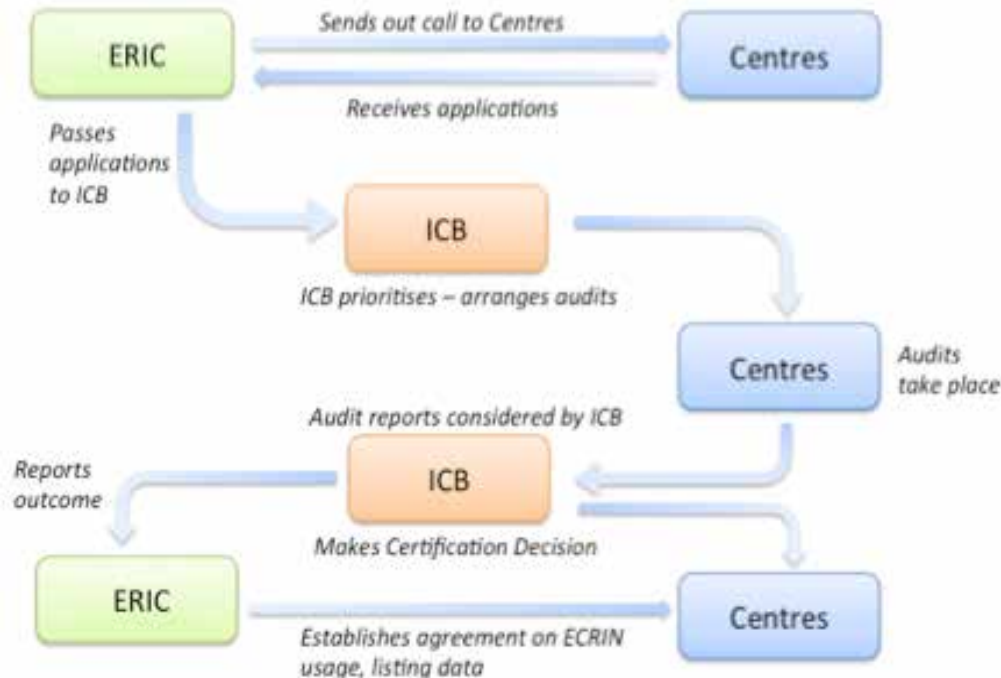 Sends out call to Centres
ERIC
Centres
Receives applications
Passes
applications
to ICB
ICB
ICB prioritises – arranges audits
Centres
Audits
take place
Audit reports considered by ICB
Reports
outcome
ICB
Makes Certification Decision
ERIC
Centres
Establishes agreement on ECRIN
usage, listing data